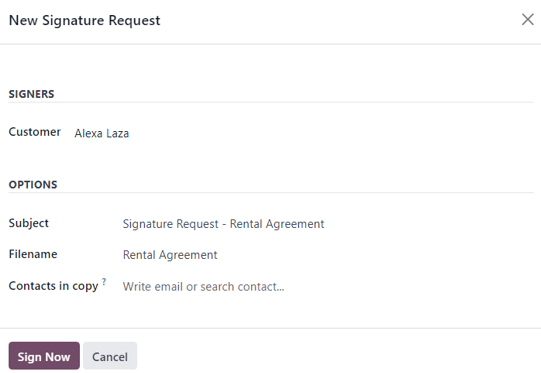 New Signature Request
SIGNERS
Customer Alexa Laza
OPTIONS
Subject Signature Request - Rental Agreement
Filename Rental Agreement
Contacts in copy ? Write email or search contact...
Sign Now Cancel